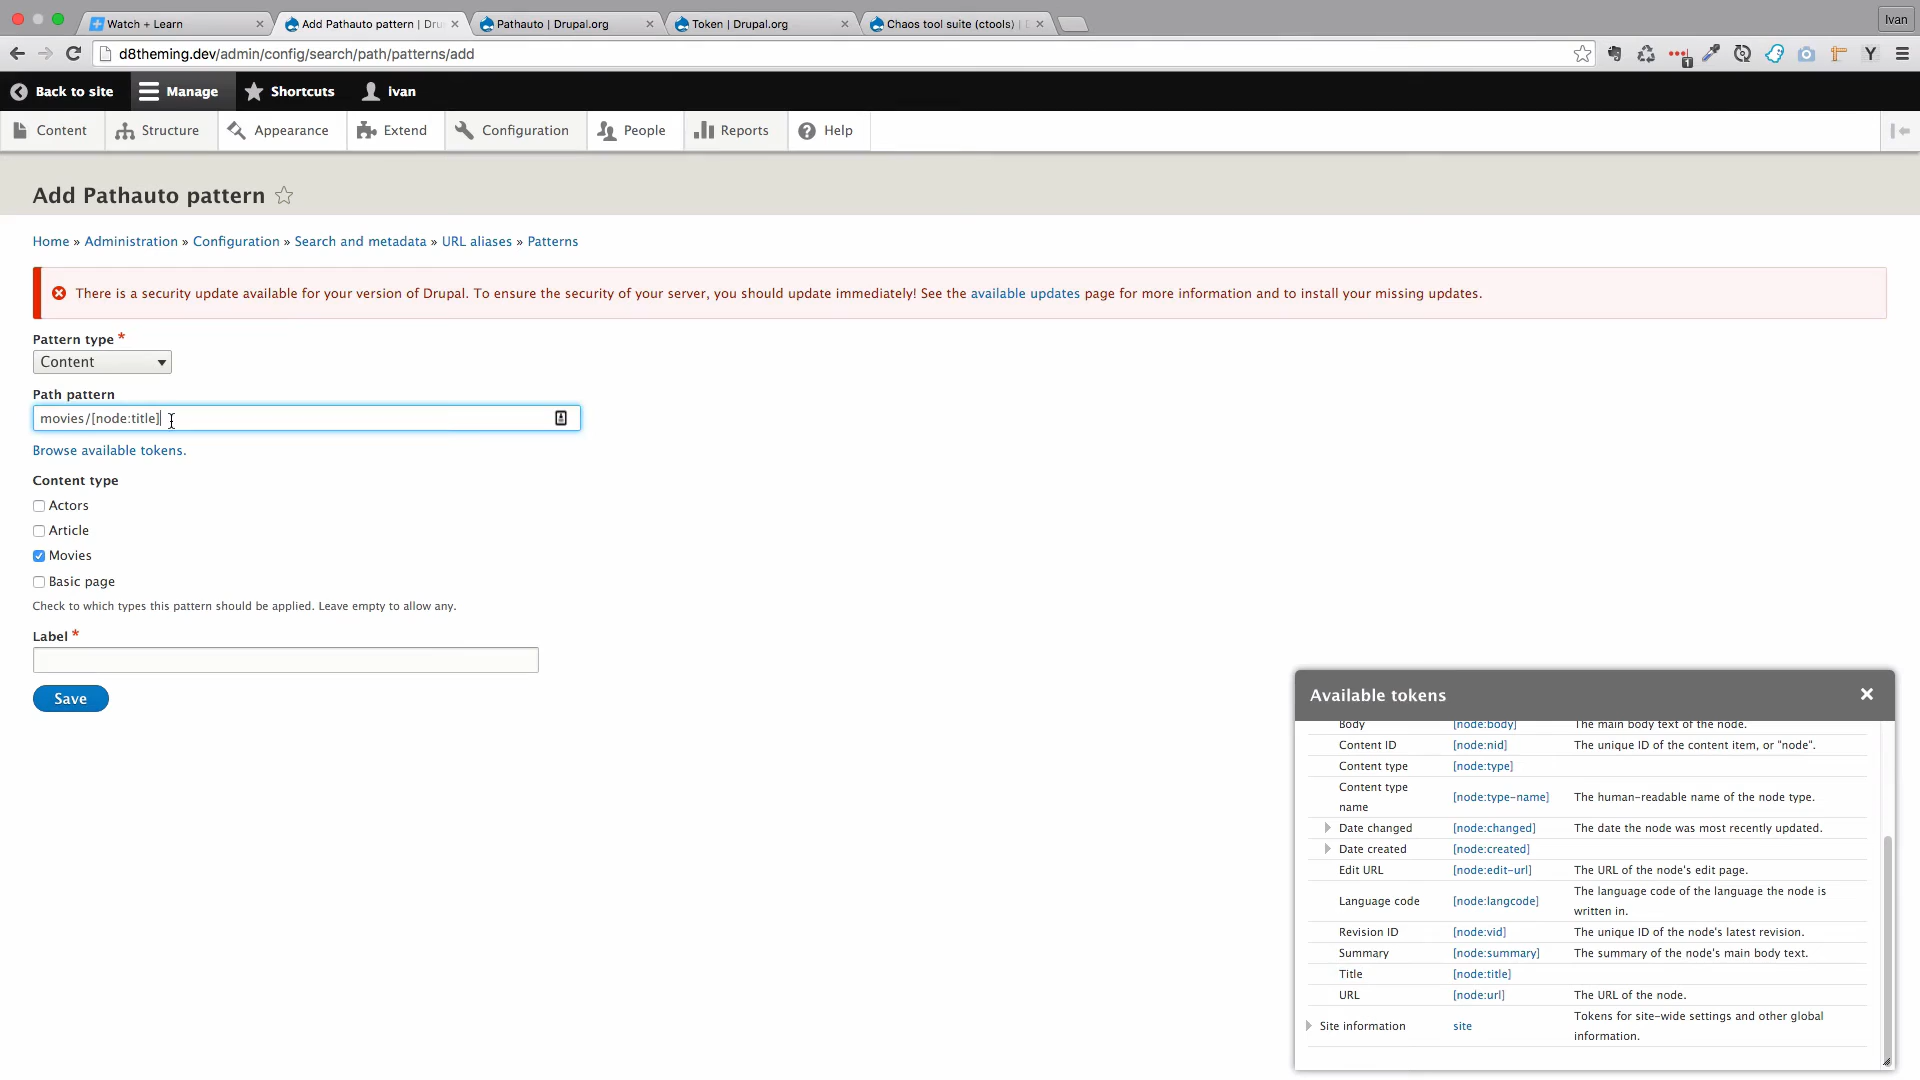 Watch + Learn
Add Pathauto pattern | Dru
Pathauto | Drupal.org
Token | Drupal.org
Chaos tool suite (ctools) |
Ivan
d8theming.dev/admin/config/search/path/patterns/add
1
Y
Back to site
Manage
Shortcuts
ivan
Content
Structure
Appearance
Extend
Configuration
People
Reports
Help
Add Pathauto pattern
Home » Administration » Configuration » Search and metadata » URL aliases » Patterns
There is a security update available for your version of Drupal. To ensure the security of your server, you should update immediately! See the available updates page for more information and to install your missing updates.
Pattern type *
Content
Path pattern
movies/[node:title]
Browse available tokens.
Content type
Actors
Article
Movies
Basic page
Check to which types this pattern should be applied. Leave empty to allow any.
Label *
Save
Available tokens
Body [node:body] The main body text of the node.
Content ID [node:nid] The unique ID of the content item, or "node".
Content type [node:type]
Content type name [node:type-name] The human-readable name of the node type.
Date changed [node:changed] The date the node was most recently updated.
Date created [node:created]
Edit URL [node:edit-url] The URL of the node's edit page.
Language code [node:langcode] The language code of the language the node is written in.
Revision ID [node:vid] The unique ID of the node's latest revision.
Summary [node:summary] The summary of the node's main body text.
Title [node:title]
URL [node:url] The URL of the node.
Site information site Tokens for site-wide settings and other global information.